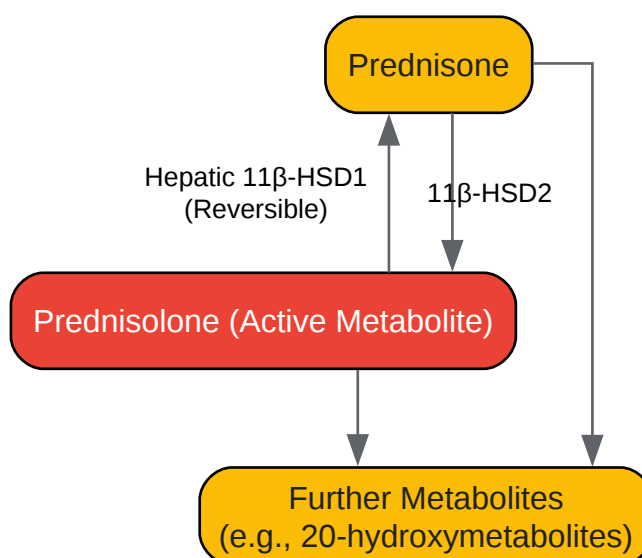 Prednisone
Hepatic 11β-HSD1
(Reversible)
11β-HSD2
Prednisolone (Active Metabolite)
Further Metabolites
(e.g., 20-hydroxymetabolites)